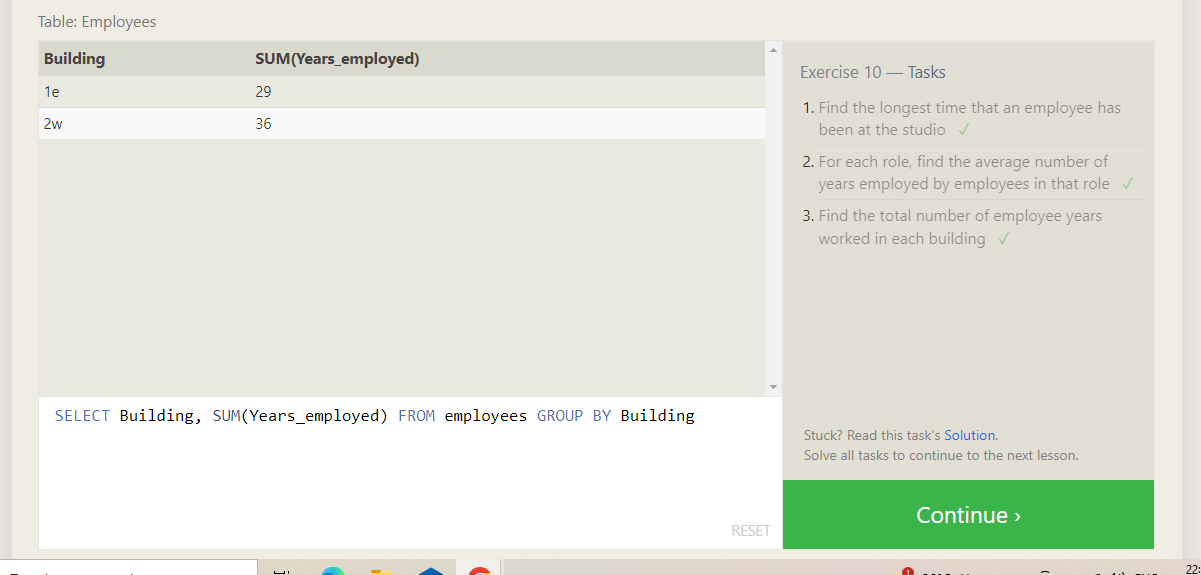 Table: Employees
Building SUM(Years_employed)
1e 29
2w 36
SELECT Building, SUM(Years_employed) FROM employees GROUP BY Building
RESET
Exercise 10 — Tasks
1. Find the longest time that an employee has
been at the studio ✓
2. For each role, find the average number of
years employed by employees in that role ✓
3. Find the total number of employee years
worked in each building ✓
Stuck? Read this task's Solution.
Solve all tasks to continue to the next lesson.
Continue ›
1